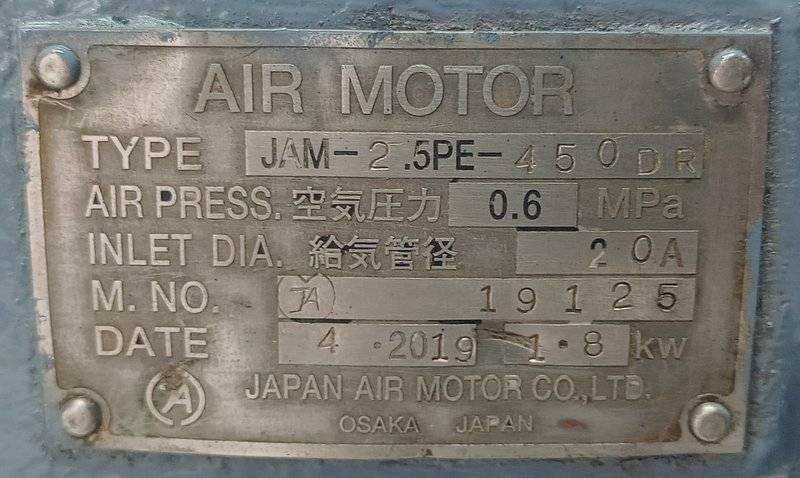 AIR MOTOR
TYPE JAM-2.5PE-450DR
AIR PRESS. 空気圧力 0.6 MPa
INLET DIA. 給気管径 20A
M. NO. JA 19125
DATE 4.2019 1.8 kw
JA JAPAN AIR MOTOR CO.,LTD.
OSAKA JAPAN